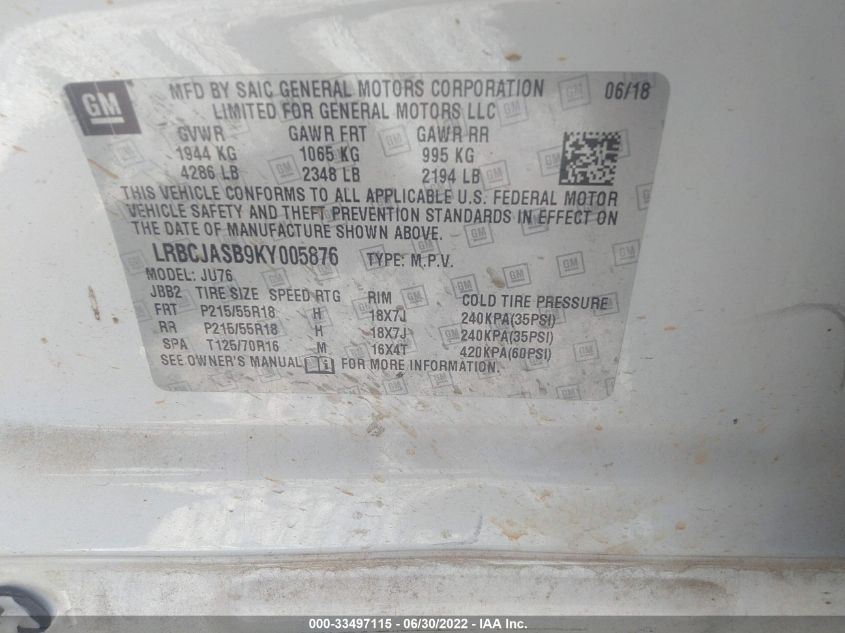 GM MFD BY SAIC GENERAL MOTORS CORPORATION 06/18
LIMITED FOR GENERAL MOTORS LLC
GVWR GAWR FRT GAWR RR
1944 KG 1065 KG 995 KG
4286 LB 2348 LB 2194 LB
THIS VEHICLE CONFORMS TO ALL APPLICABLE U.S. FEDERAL MOTOR
VEHICLE SAFETY AND THEFT PREVENTION STANDARDS IN EFFECT ON
THE DATE OF MANUFACTURE SHOWN ABOVE.
LRBCJASB9KY005876 TYPE: M.P.V.
MODEL: JU76
JBB2 TIRE SIZE SPEED RTG RIM COLD TIRE PRESSURE
FRT P215/55R18 H 18X7J 240KPA(35PSI)
RR P215/55R18 H 18X7J 240KPA(35PSI)
SPA T125/70R16 M 16X4T 420KPA(60PSI)
SEE OWNER'S MANUAL FOR MORE INFORMATION.
000-33497115 - 06/30/2022 - IAA Inc.